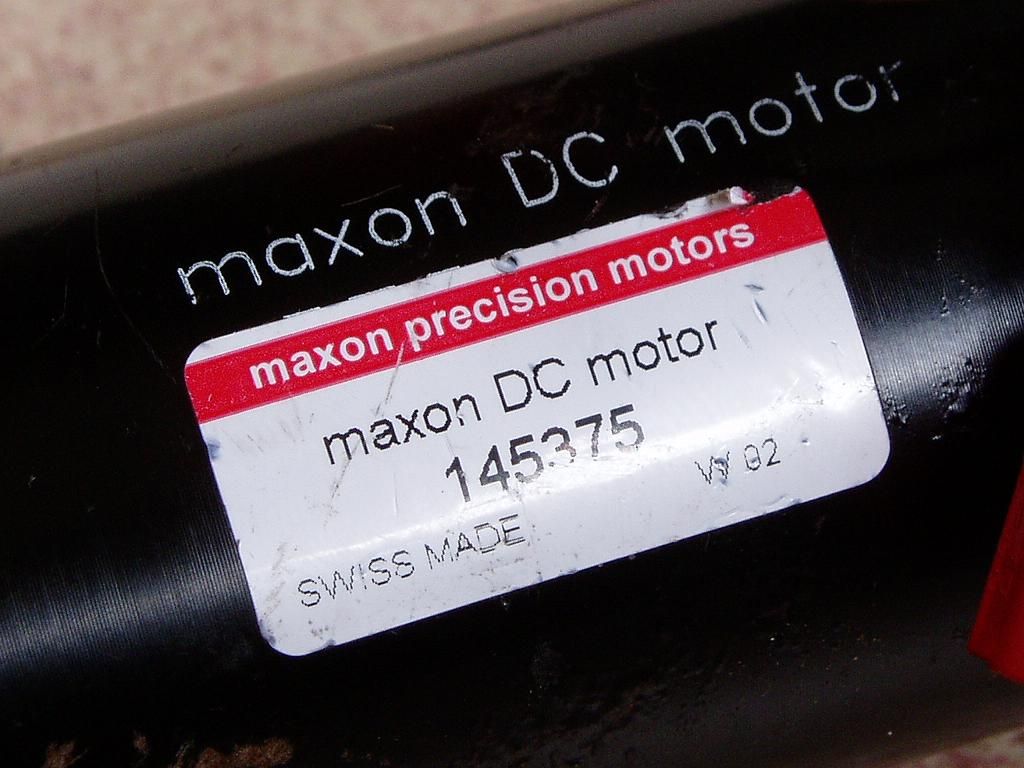 maxon DC motor
maxon precision motors
maxon DC motor
145375
W 02
SWISS MADE